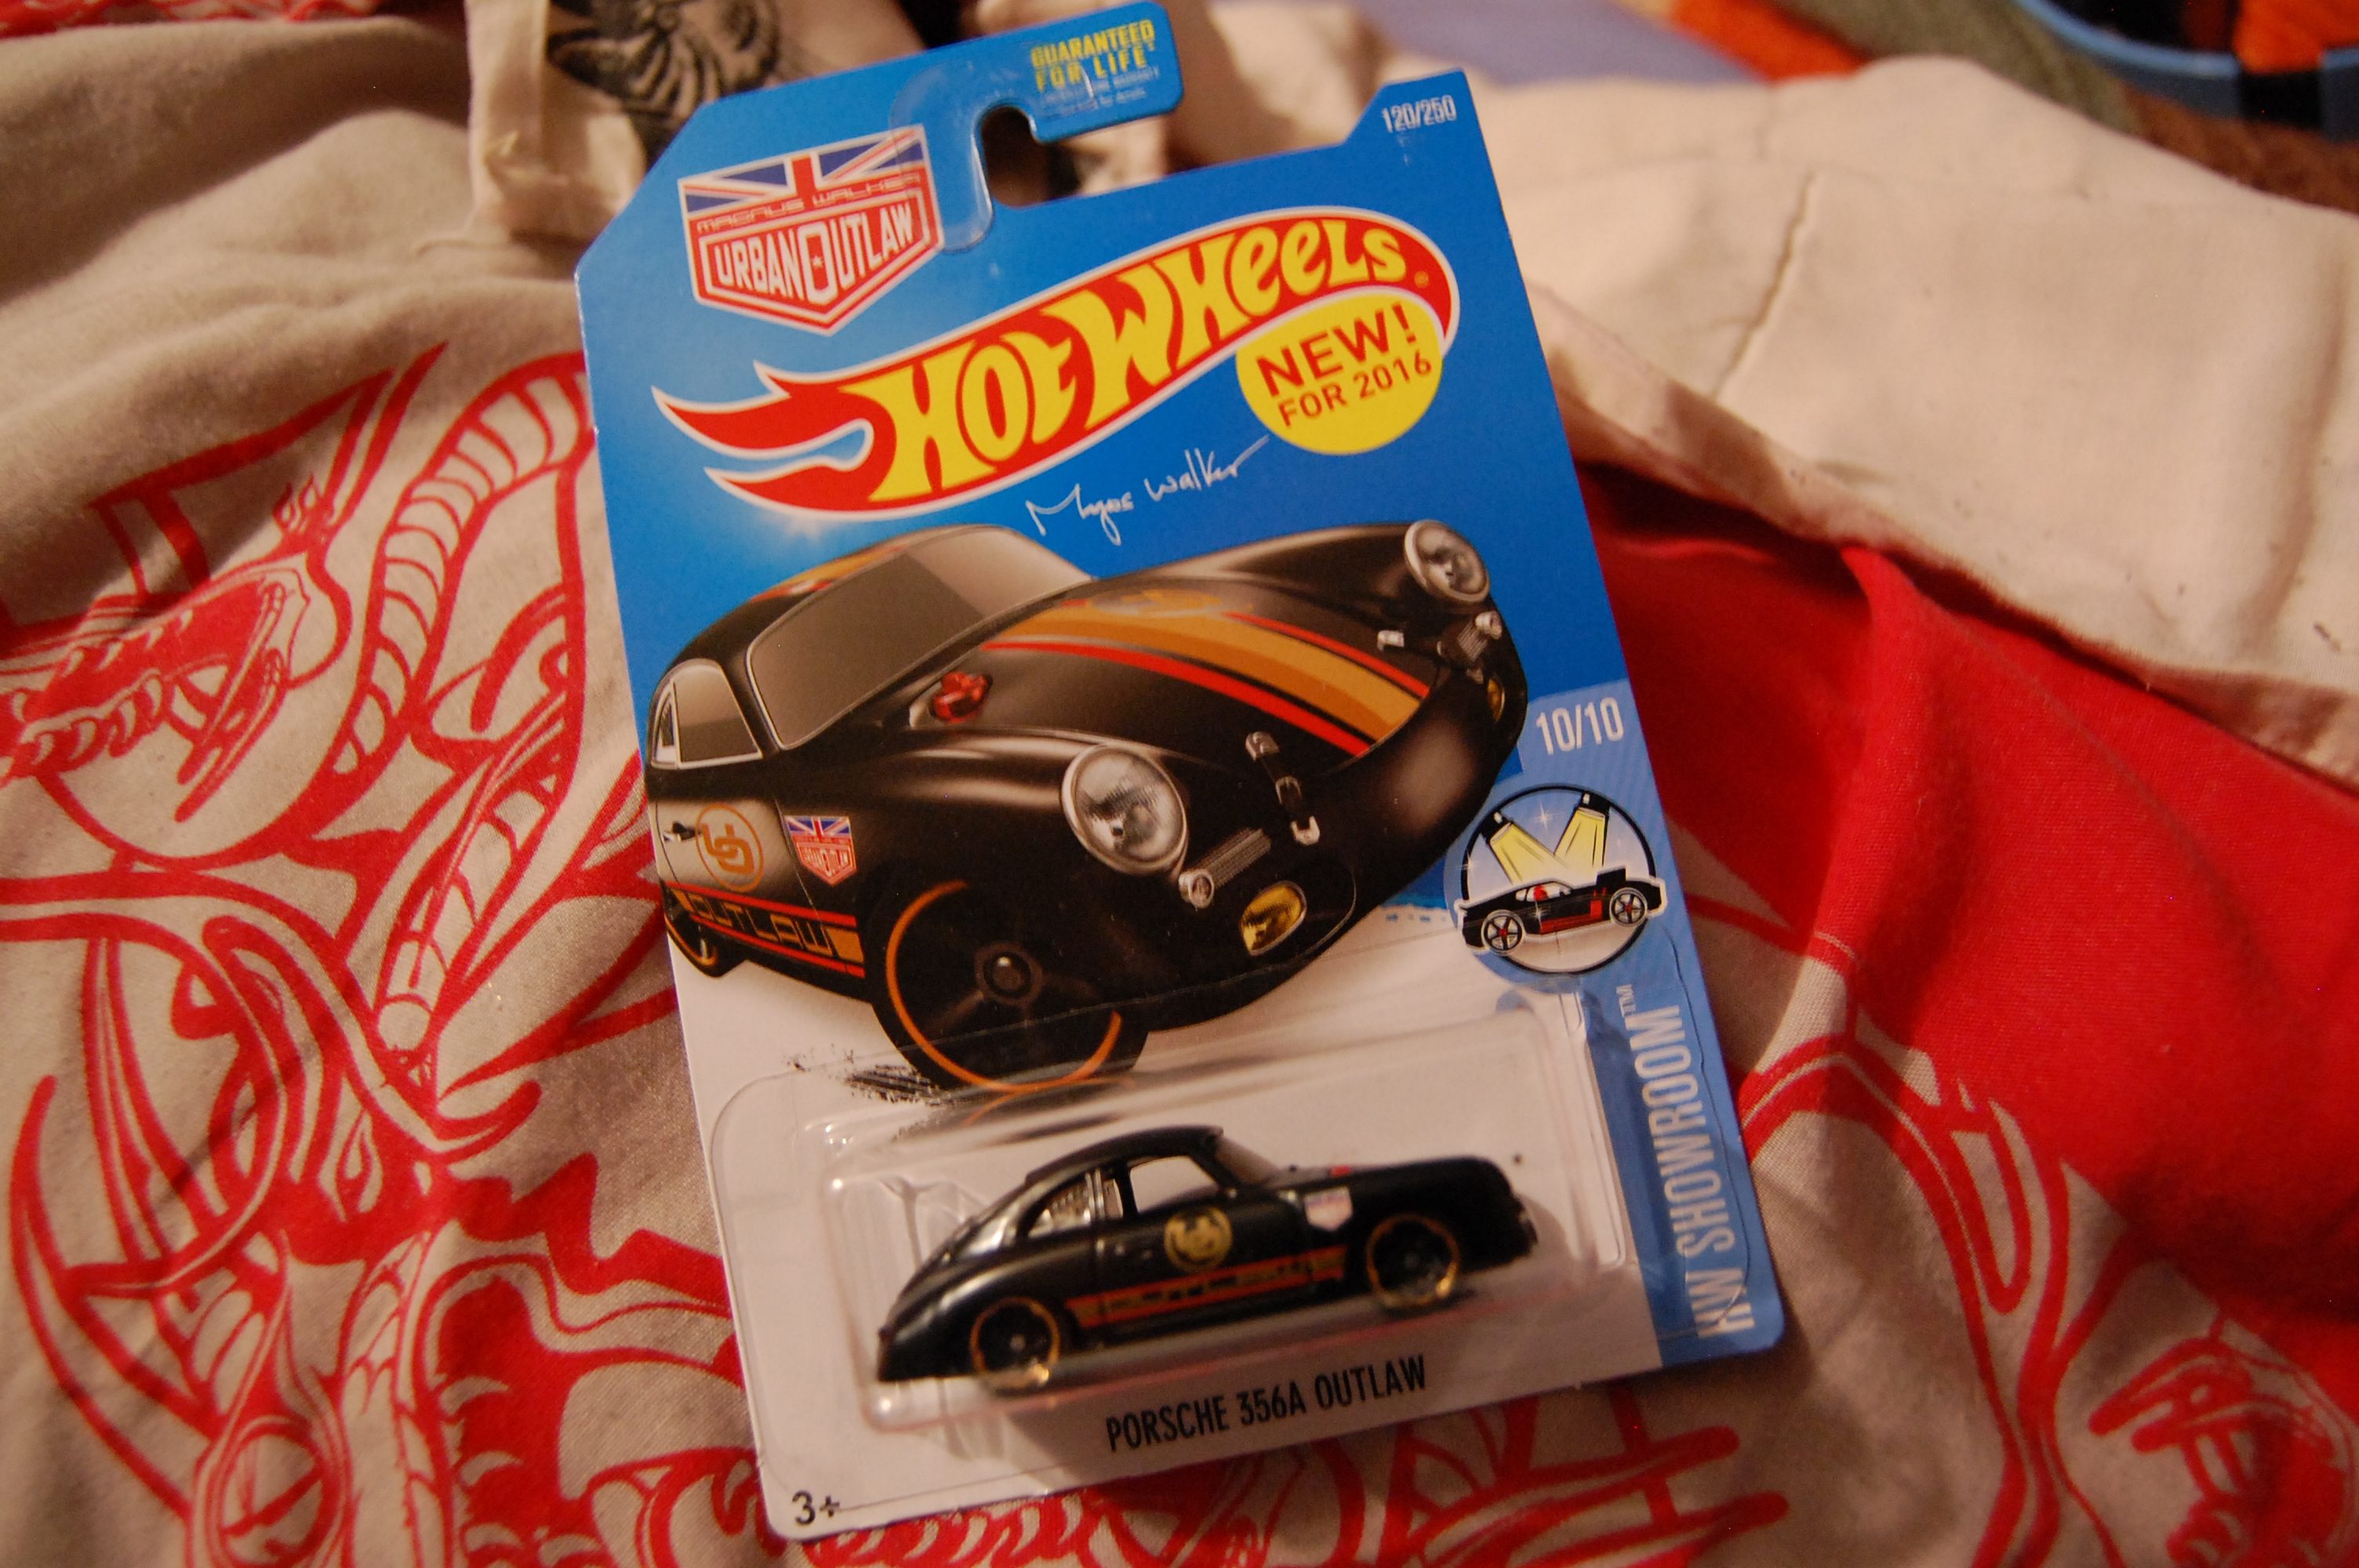 GUARANTEED
FOR LIFE
120/250
MAGNUS WALKER
URBAN OUTLAW
HOT WHEELS
NEW!
FOR 2016
Magnus Walker
10/10
OUTLAW
HW SHOWROOM™
PORSCHE 356A OUTLAW
3+